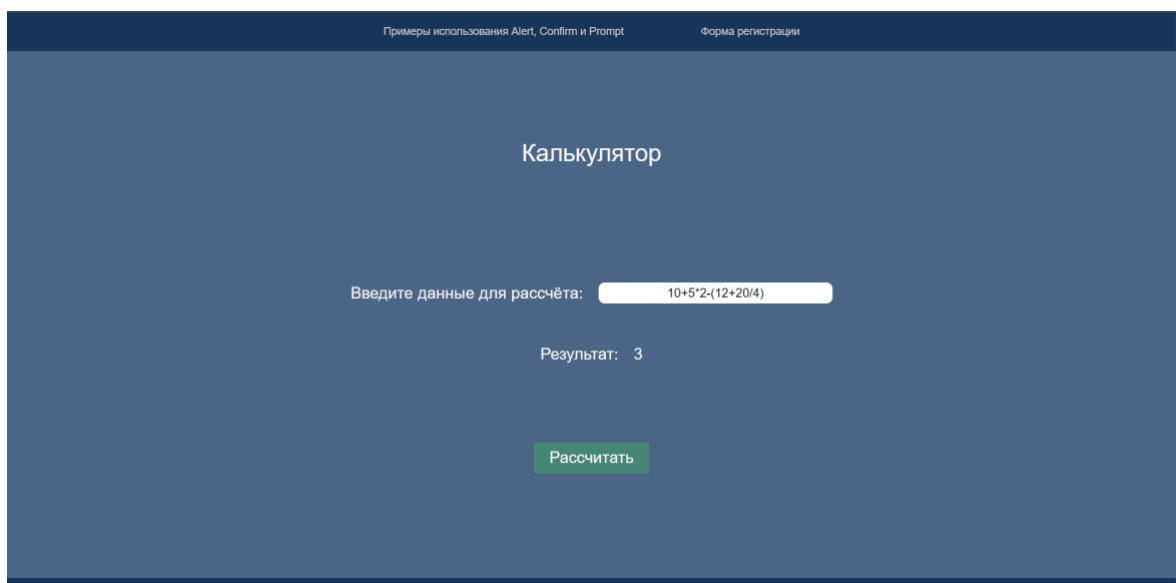 Примеры использования Alert, Confirm и Prompt Форма регистрации
Калькулятор
Введите данные для рассчёта: 10+5*2-(12+20/4)
Результат: 3
Рассчитать